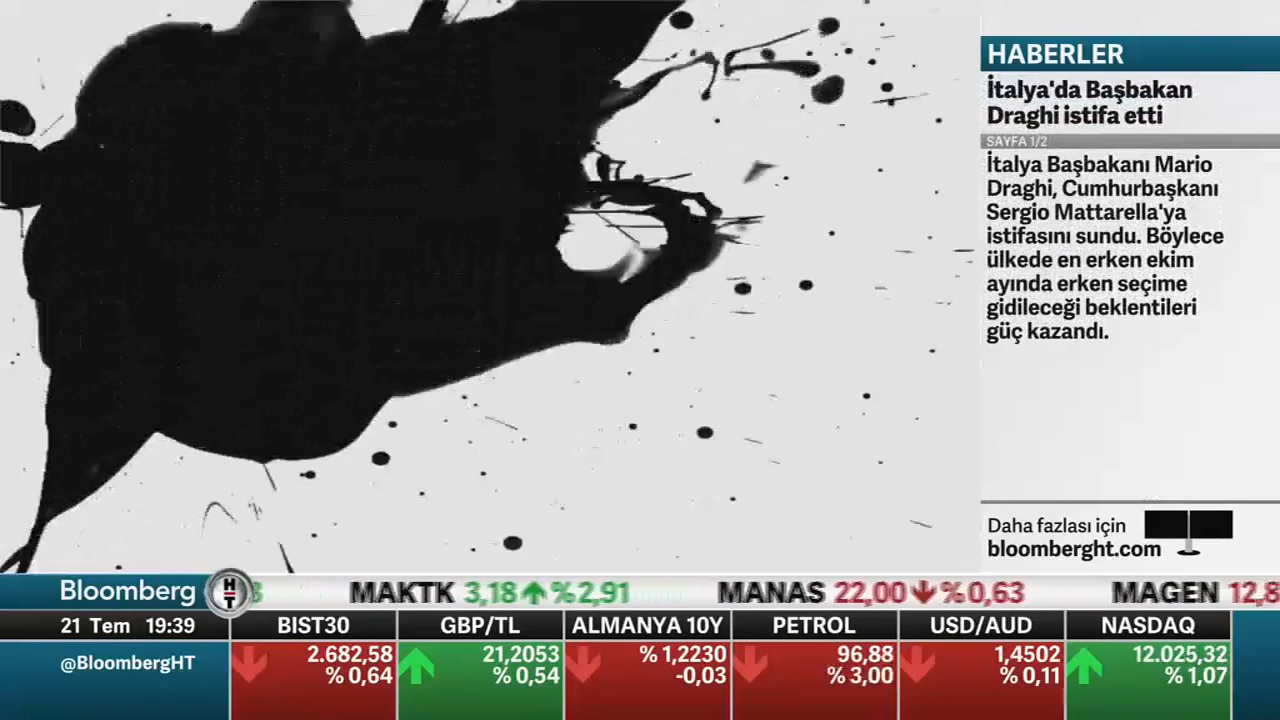 HABERLER
İtalya'da Başbakan
Draghi istifa etti
SAYFA 1/2
İtalya Başbakanı Mario
Draghi, Cumhurbaşkanı
Sergio Mattarella'ya
istifasını sundu. Böylece
ülkede en erken ekim
ayında erken seçime
gidileceği beklentileri
güç kazandı.
Daha fazlası için
bloomberght.com
Bloomberg HT
MAKTK 3,18 %2,91 MANAS 22,00 %0,63 MAGEN 12,8
21 Tem 19:39 BIST30 GBP/TL ALMANYA 10Y PETROL USD/AUD NASDAQ
@BloombergHT 2.682,58 21,2053 % 1,2230 96,88 1,4502 12.025,32
% 0,64 % 0,54 -0,03 % 3,00 % 0,11 % 1,07